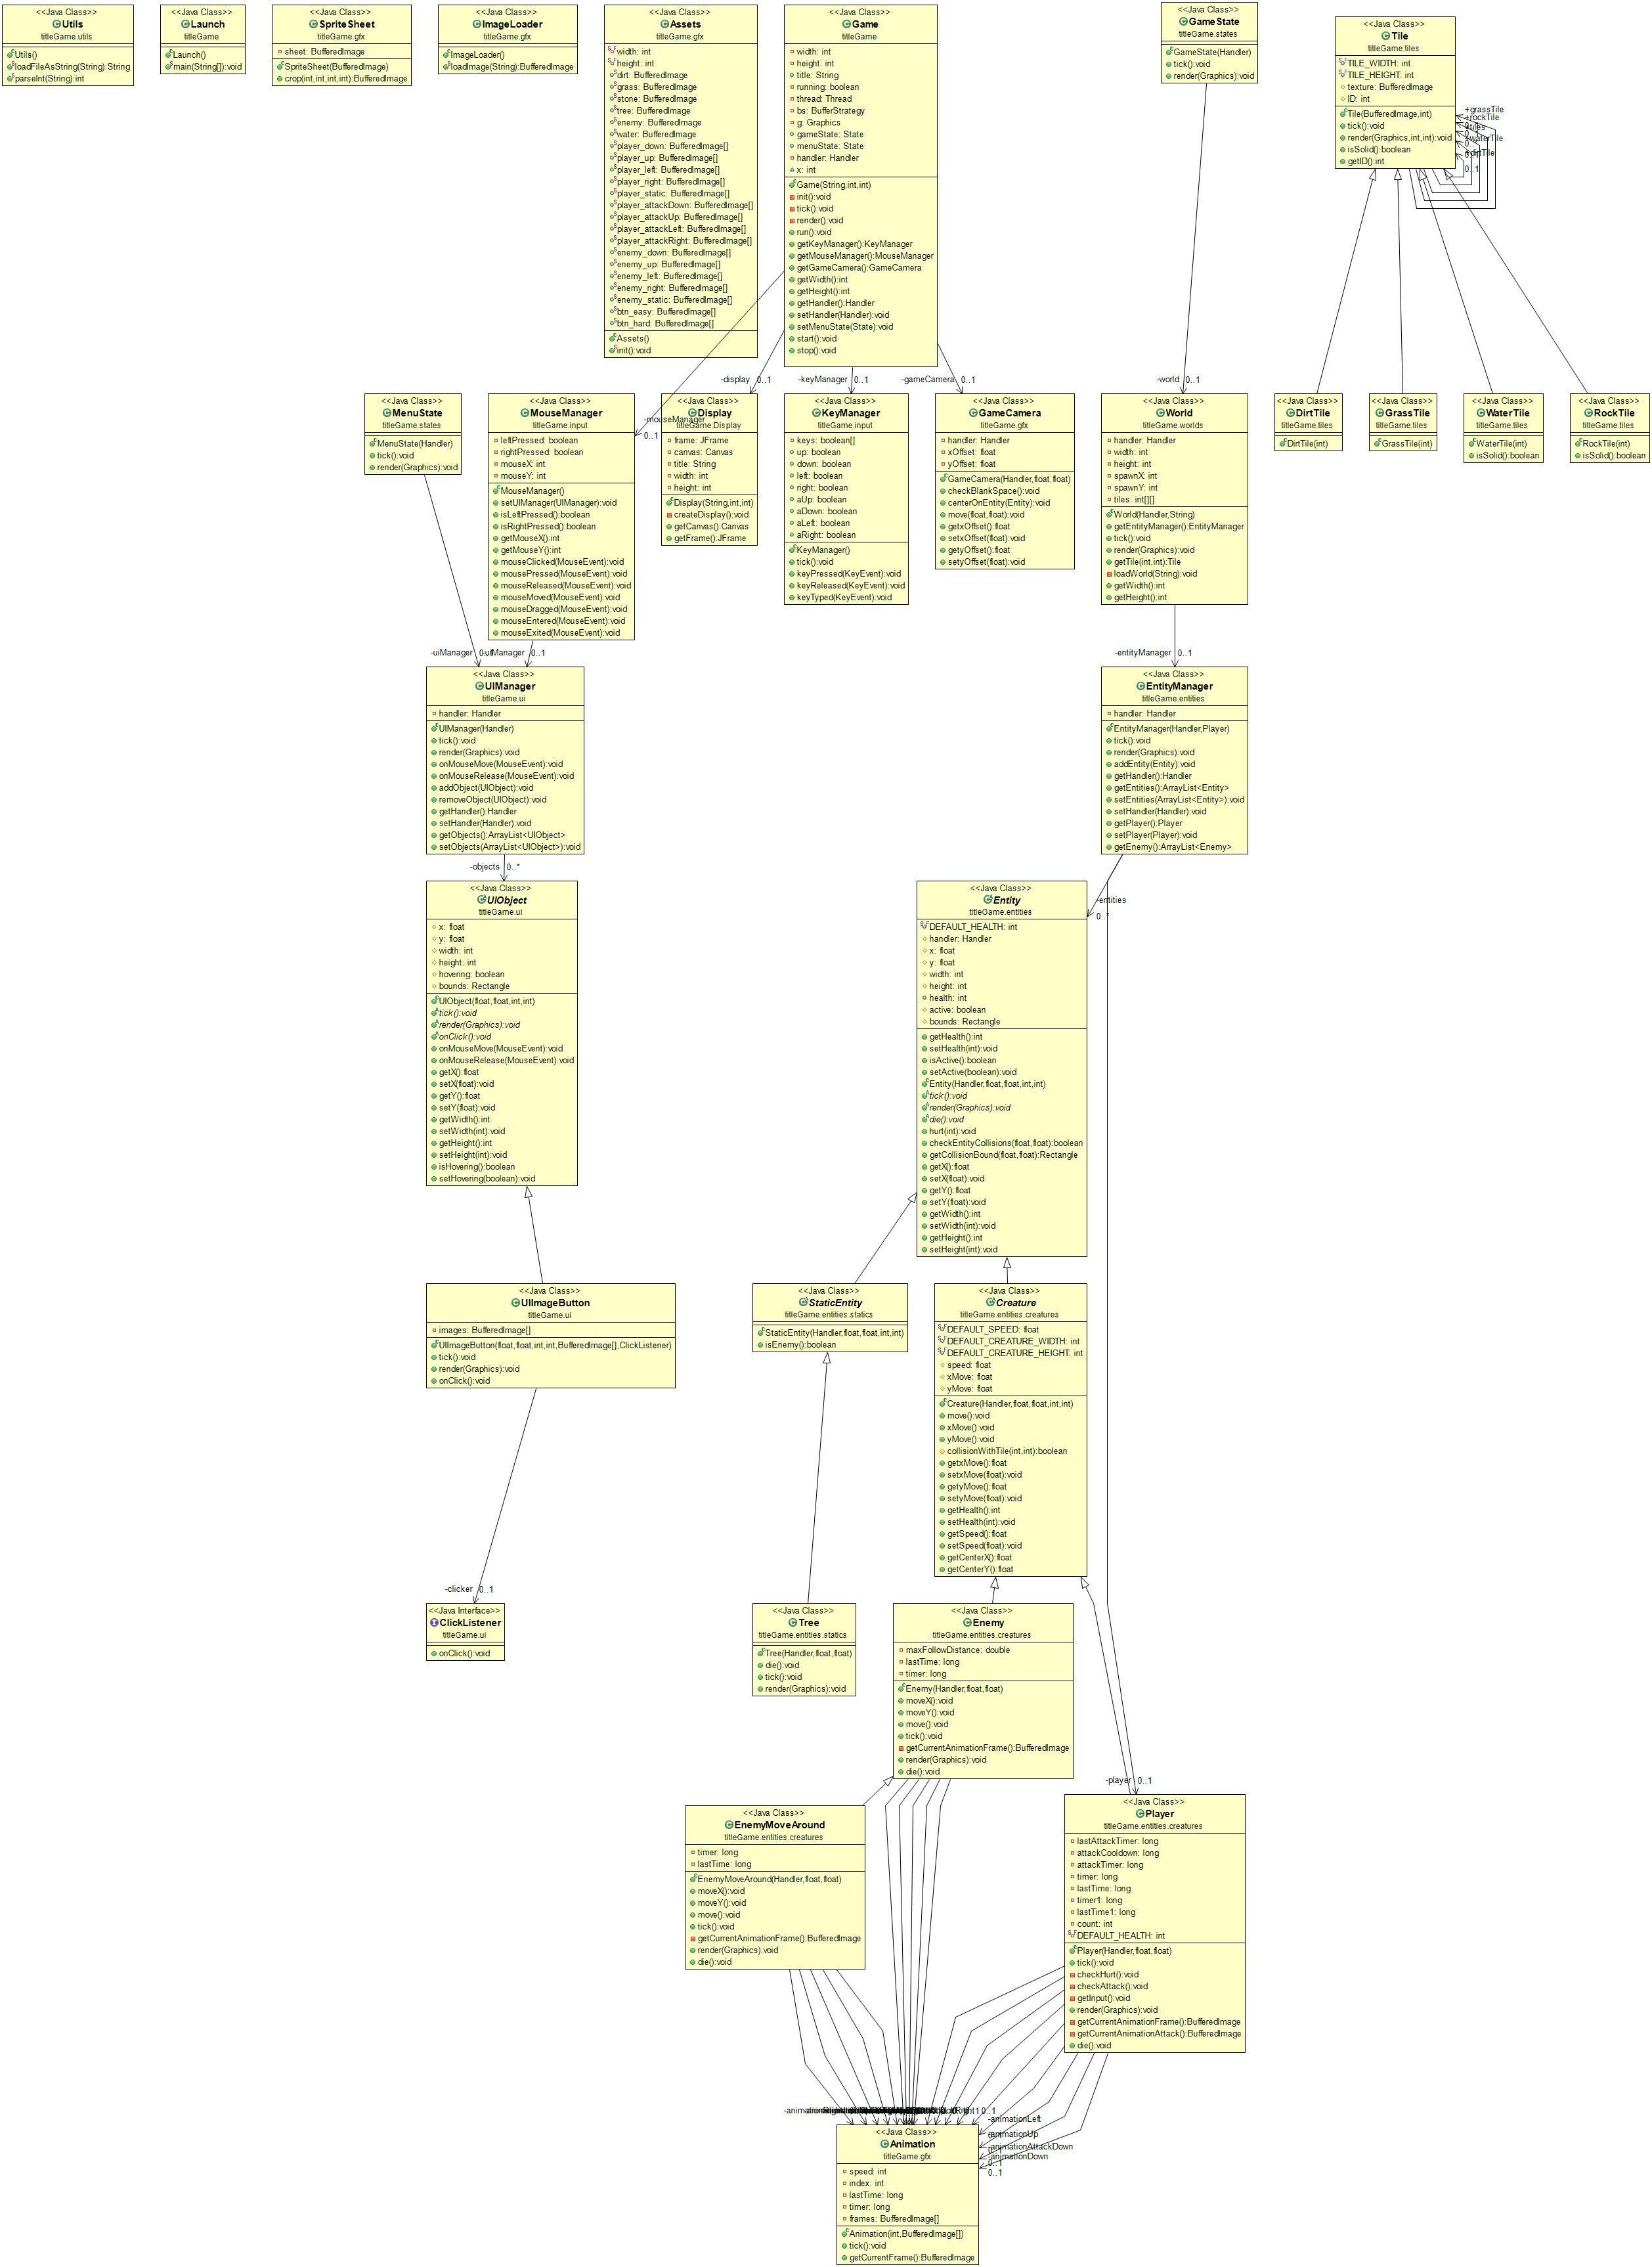 <<Java Class>>
Utils
titleGame.utils
Utils()
loadFileAsString(String):String
parseInt(String):int
<<Java Class>>
Launch
titleGame
Launch()
main(String[]):void
<<Java Class>>
SpriteSheet
titleGame.gfx
sheet: BufferedImage
SpriteSheet(BufferedImage)
crop(int,int,int,int):BufferedImage
<<Java Class>>
ImageLoader
titleGame.gfx
ImageLoader()
loadImage(String):BufferedImage
<<Java Class>>
Assets
titleGame.gfx
width: int
height: int
dirt: BufferedImage
grass: BufferedImage
stone: BufferedImage
tree: BufferedImage
enemy: BufferedImage
water: BufferedImage
player_down: BufferedImage[]
player_up: BufferedImage[]
player_left: BufferedImage[]
player_right: BufferedImage[]
player_static: BufferedImage[]
player_attackDown: BufferedImage[]
player_attackUp: BufferedImage[]
player_attackLeft: BufferedImage[]
player_attackRight: BufferedImage[]
enemy_down: BufferedImage[]
enemy_up: BufferedImage[]
enemy_left: BufferedImage[]
enemy_right: BufferedImage[]
enemy_static: BufferedImage[]
btn_easy: BufferedImage[]
btn_hard: BufferedImage[]
Assets()
init():void
<<Java Class>>
Game
titleGame
width: int
height: int
title: String
running: boolean
thread: Thread
bs: BufferStrategy
g: Graphics
gameState: State
menuState: State
handler: Handler
x: int
Game(String,int,int)
init():void
tick():void
render():void
run():void
getKeyManager():KeyManager
getMouseManager():MouseManager
getGameCamera():GameCamera
getWidth():int
getHeight():int
getHandler():Handler
setHandler(Handler):void
setMenuState(State):void
start():void
stop():void
<<Java Class>>
GameState
titleGame.states
GameState(Handler)
tick():void
render(Graphics):void
<<Java Class>>
Tile
titleGame.tiles
TILE_WIDTH: int
TILE_HEIGHT: int
texture: BufferedImage
ID: int
Tile(BufferedImage,int)
tick():void
render(Graphics,int,int):void
isSolid():boolean
getID():int
+grassTile
+rockTile
+tiles
+waterTile
+dirtTile
0..1
-display 0..1
-keyManager 0..1
-gameCamera 0..1
-mouseManager
0..1
-world 0..1
<<Java Class>>
MenuState
titleGame.states
MenuState(Handler)
tick():void
render(Graphics):void
<<Java Class>>
MouseManager
titleGame.input
leftPressed: boolean
rightPressed: boolean
mouseX: int
mouseY: int
MouseManager()
setUIManager(UIManager):void
isLeftPressed():boolean
isRightPressed():boolean
getMouseX():int
getMouseY():int
mouseClicked(MouseEvent):void
mousePressed(MouseEvent):void
mouseReleased(MouseEvent):void
mouseMoved(MouseEvent):void
mouseDragged(MouseEvent):void
mouseEntered(MouseEvent):void
mouseExited(MouseEvent):void
<<Java Class>>
Display
titleGame.Display
frame: JFrame
canvas: Canvas
title: String
width: int
height: int
Display(String,int,int)
createDisplay():void
getCanvas():Canvas
getFrame():JFrame
<<Java Class>>
KeyManager
titleGame.input
keys: boolean[]
up: boolean
down: boolean
left: boolean
right: boolean
aUp: boolean
aDown: boolean
aLeft: boolean
aRight: boolean
KeyManager()
tick():void
keyPressed(KeyEvent):void
keyReleased(KeyEvent):void
keyTyped(KeyEvent):void
<<Java Class>>
GameCamera
titleGame.gfx
handler: Handler
xOffset: float
yOffset: float
GameCamera(Handler,float,float)
checkBlankSpace():void
centerOnEntity(Entity):void
move(float,float):void
getxOffset():float
setxOffset(float):void
getyOffset():float
setyOffset(float):void
<<Java Class>>
World
titleGame.worlds
handler: Handler
width: int
height: int
spawnX: int
spawnY: int
tiles: int[][]
World(Handler,String)
getEntityManager():EntityManager
tick():void
render(Graphics):void
getTile(int,int):Tile
loadWorld(String):void
getWidth():int
getHeight():int
<<Java Class>>
DirtTile
titleGame.tiles
DirtTile(int)
<<Java Class>>
GrassTile
titleGame.tiles
GrassTile(int)
<<Java Class>>
WaterTile
titleGame.tiles
WaterTile(int)
isSolid():boolean
<<Java Class>>
RockTile
titleGame.tiles
RockTile(int)
isSolid():boolean
-uiManager
-uiManager 0..1
-entityManager 0..1
<<Java Class>>
UIManager
titleGame.ui
handler: Handler
UIManager(Handler)
tick():void
render(Graphics):void
onMouseMove(MouseEvent):void
onMouseRelease(MouseEvent):void
addObject(UIObject):void
removeObject(UIObject):void
getHandler():Handler
setHandler(Handler):void
getObjects():ArrayList<UIObject>
setObjects(ArrayList<UIObject>):void
<<Java Class>>
EntityManager
titleGame.entities
handler: Handler
EntityManager(Handler,Player)
tick():void
render(Graphics):void
addEntity(Entity):void
getHandler():Handler
getEntities():ArrayList<Entity>
setEntities(ArrayList<Entity>):void
setHandler(Handler):void
getPlayer():Player
setPlayer(Player):void
getEnemy():ArrayList<Enemy>
-objects 0..*
<<Java Class>>
UIObject
titleGame.ui
x: float
y: float
width: int
height: int
hovering: boolean
bounds: Rectangle
UIObject(float,float,int,int)
tick():void
render(Graphics):void
onClick():void
onMouseMove(MouseEvent):void
onMouseRelease(MouseEvent):void
getX():float
setX(float):void
getY():float
setY(float):void
getWidth():int
setWidth(int):void
getHeight():int
setHeight(int):void
isHovering():boolean
setHovering(boolean):void
<<Java Class>>
Entity
titleGame.entities
DEFAULT_HEALTH: int
handler: Handler
x: float
y: float
width: int
height: int
health: int
active: boolean
bounds: Rectangle
getHealth():int
setHealth(int):void
isActive():boolean
setActive(boolean):void
Entity(Handler,float,float,int,int)
tick():void
render(Graphics):void
die():void
hurt(int):void
checkEntityCollisions(float,float):boolean
getCollisionBound(float,float):Rectangle
getX():float
setX(float):void
getY():float
setY(float):void
getWidth():int
setWidth(int):void
getHeight():int
setHeight(int):void
-entities
0..*
<<Java Class>>
UIImageButton
titleGame.ui
images: BufferedImage[]
UIImageButton(float,float,int,int,BufferedImage[],ClickListener)
tick():void
render(Graphics):void
onClick():void
<<Java Class>>
StaticEntity
titleGame.entities.statics
StaticEntity(Handler,float,float,int,int)
isEnemy():boolean
<<Java Class>>
Creature
titleGame.entities.creatures
DEFAULT_SPEED: float
DEFAULT_CREATURE_WIDTH: int
DEFAULT_CREATURE_HEIGHT: int
speed: float
xMove: float
yMove: float
Creature(Handler,float,float,int,int)
move():void
xMove():void
yMove():void
collisionWithTile(int,int):boolean
getxMove():float
setxMove(float):void
getyMove():float
setyMove(float):void
getHealth():int
setHealth(int):void
getSpeed():float
setSpeed(float):void
getCenterX():float
getCenterY():float
-clicker 0..1
<<Java Interface>>
ClickListener
titleGame.ui
onClick():void
<<Java Class>>
Tree
titleGame.entities.statics
Tree(Handler,float,float)
die():void
tick():void
render(Graphics):void
<<Java Class>>
Enemy
titleGame.entities.creatures
maxFollowDistance: double
lastTime: long
timer: long
Enemy(Handler,float,float)
moveX():void
moveY():void
move():void
tick():void
getCurrentAnimationFrame():BufferedImage
render(Graphics):void
die():void
-player 0..1
<<Java Class>>
EnemyMoveAround
titleGame.entities.creatures
timer: long
lastTime: long
EnemyMoveAround(Handler,float,float)
moveX():void
moveY():void
move():void
tick():void
getCurrentAnimationFrame():BufferedImage
render(Graphics):void
die():void
<<Java Class>>
Player
titleGame.entities.creatures
lastAttackTimer: long
attackCooldown: long
attackTimer: long
timer: long
lastTime: long
timer1: long
lastTime1: long
count: int
DEFAULT_HEALTH: int
Player(Handler,float,float)
tick():void
checkHurt():void
checkAttack():void
getInput():void
render(Graphics):void
getCurrentAnimationFrame():BufferedImage
getCurrentAnimationAttack():BufferedImage
die():void
0..1
-animationLeft
-animationUp
-animationAttackDown
-animationDown
0..1
0..1
<<Java Class>>
Animation
titleGame.gfx
speed: int
index: int
lastTime: long
timer: long
frames: BufferedImage[]
Animation(int,BufferedImage[])
tick():void
getCurrentFrame():BufferedImage